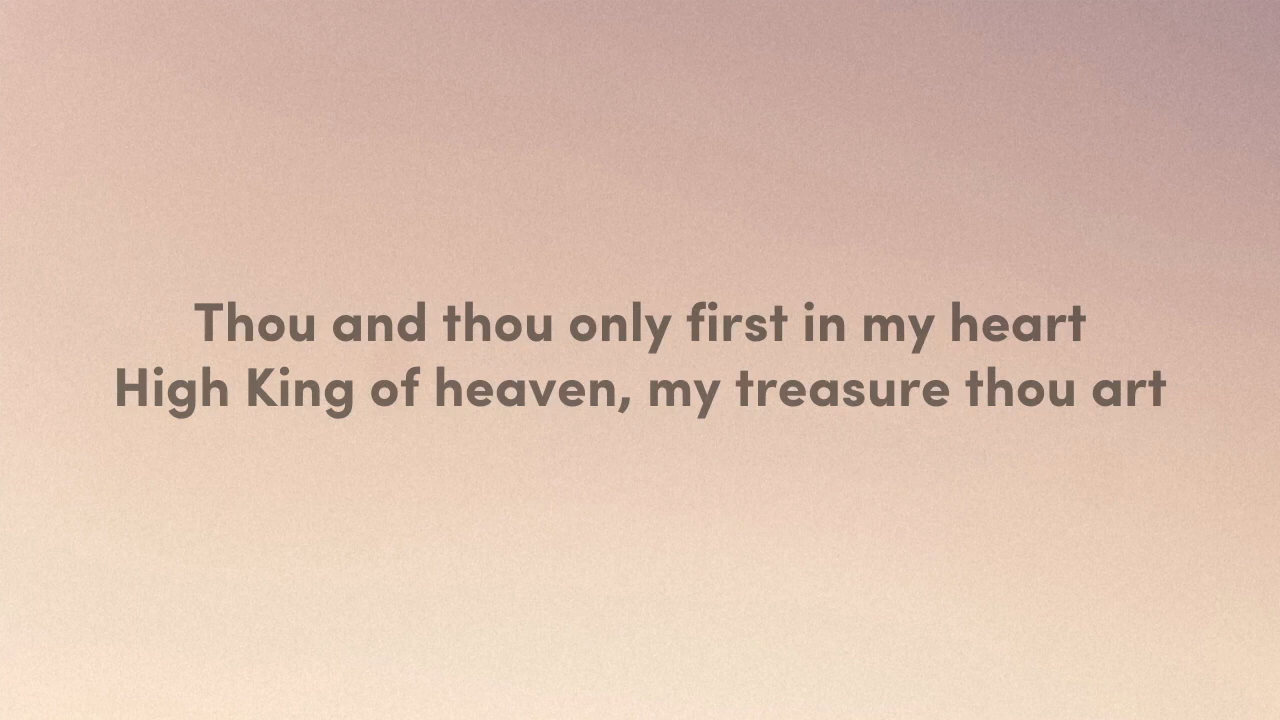 Thou and thou only first in my heart
High King of heaven, my treasure thou art